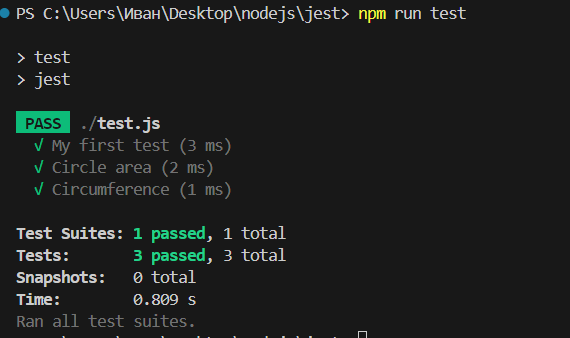 PS C:\Users\Иван\Desktop\nodejs\jest> npm run test
> test
> jest
PASS ./test.js
√ My first test (3 ms)
√ Circle area (2 ms)
√ Circumference (1 ms)
Test Suites: 1 passed, 1 total
Tests: 3 passed, 3 total
Snapshots: 0 total
Time: 0.809 s
Ran all test suites.